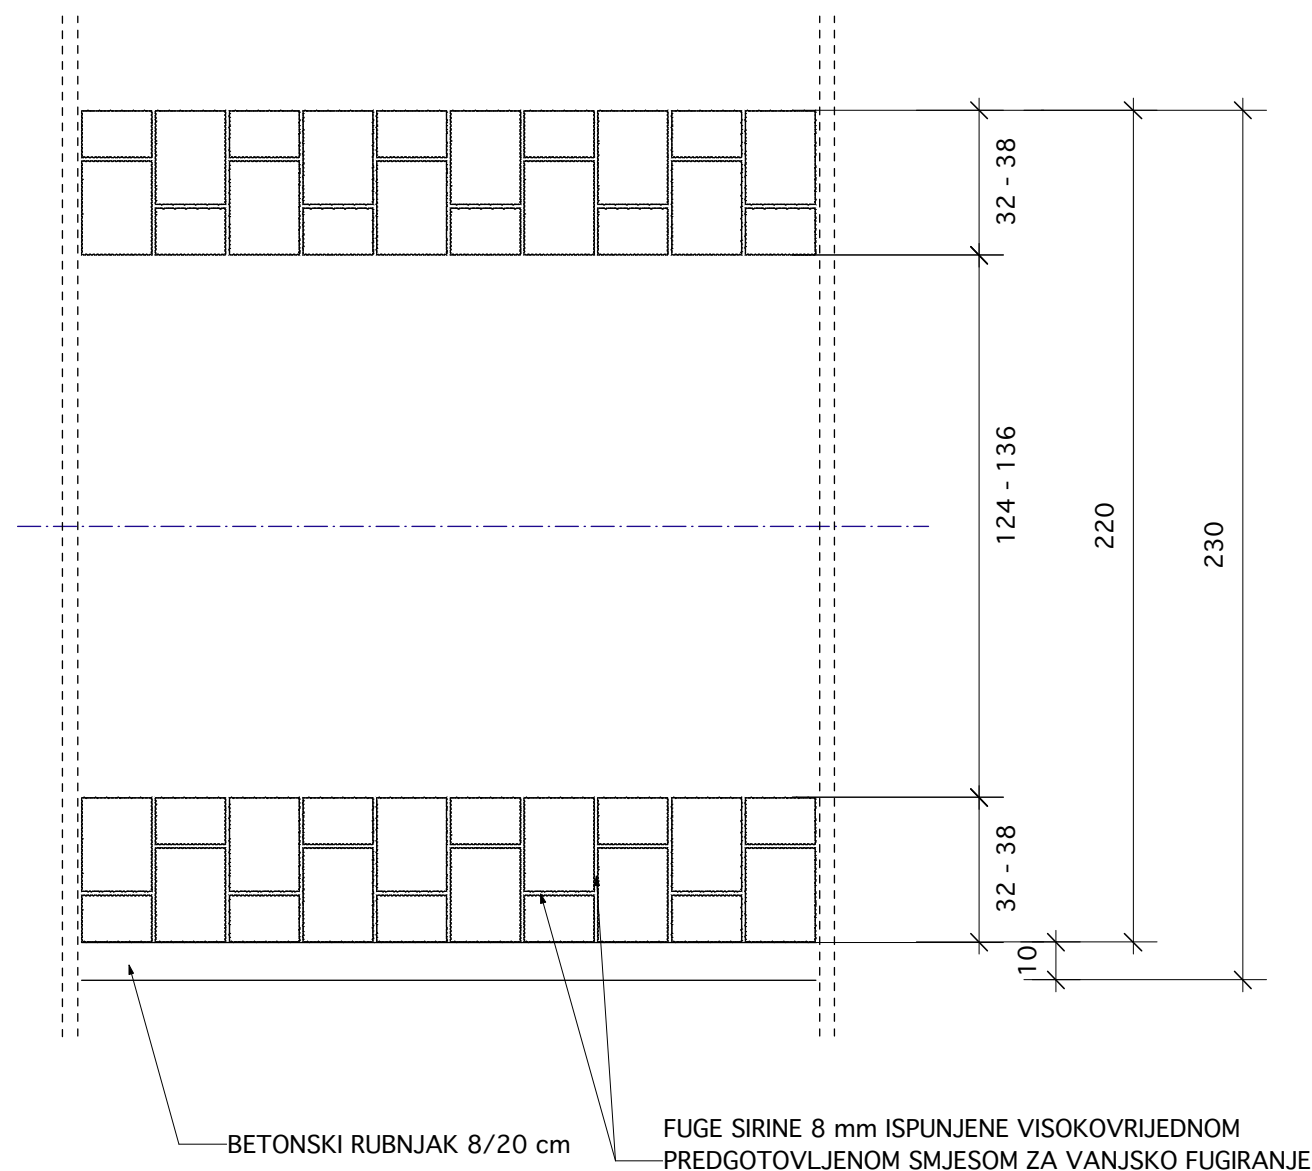 32 - 38
124 - 136
220
230
32 - 38
10
BETONSKI RUBNJAK 8/20 cm
FUGE SIRINE 8 mm ISPUNJENE VISOKOVRIJEDNOM
PREDGOTOVLJENOM SMJESOM ZA VANJSKO FUGIRANJE